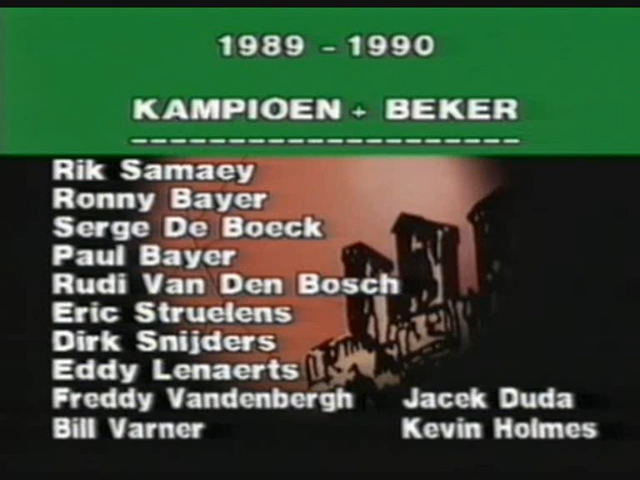 1989 - 1990
KAMPIOEN + BEKER
--------------------
Rik Samaey
Ronny Bayer
Serge De Boeck
Paul Bayer
Rudi Van Den Bosch
Eric Struelens
Dirk Snijders
Eddy Lenaerts
Freddy Vandenbergh Jacek Duda
Bill Varner Kevin Holmes